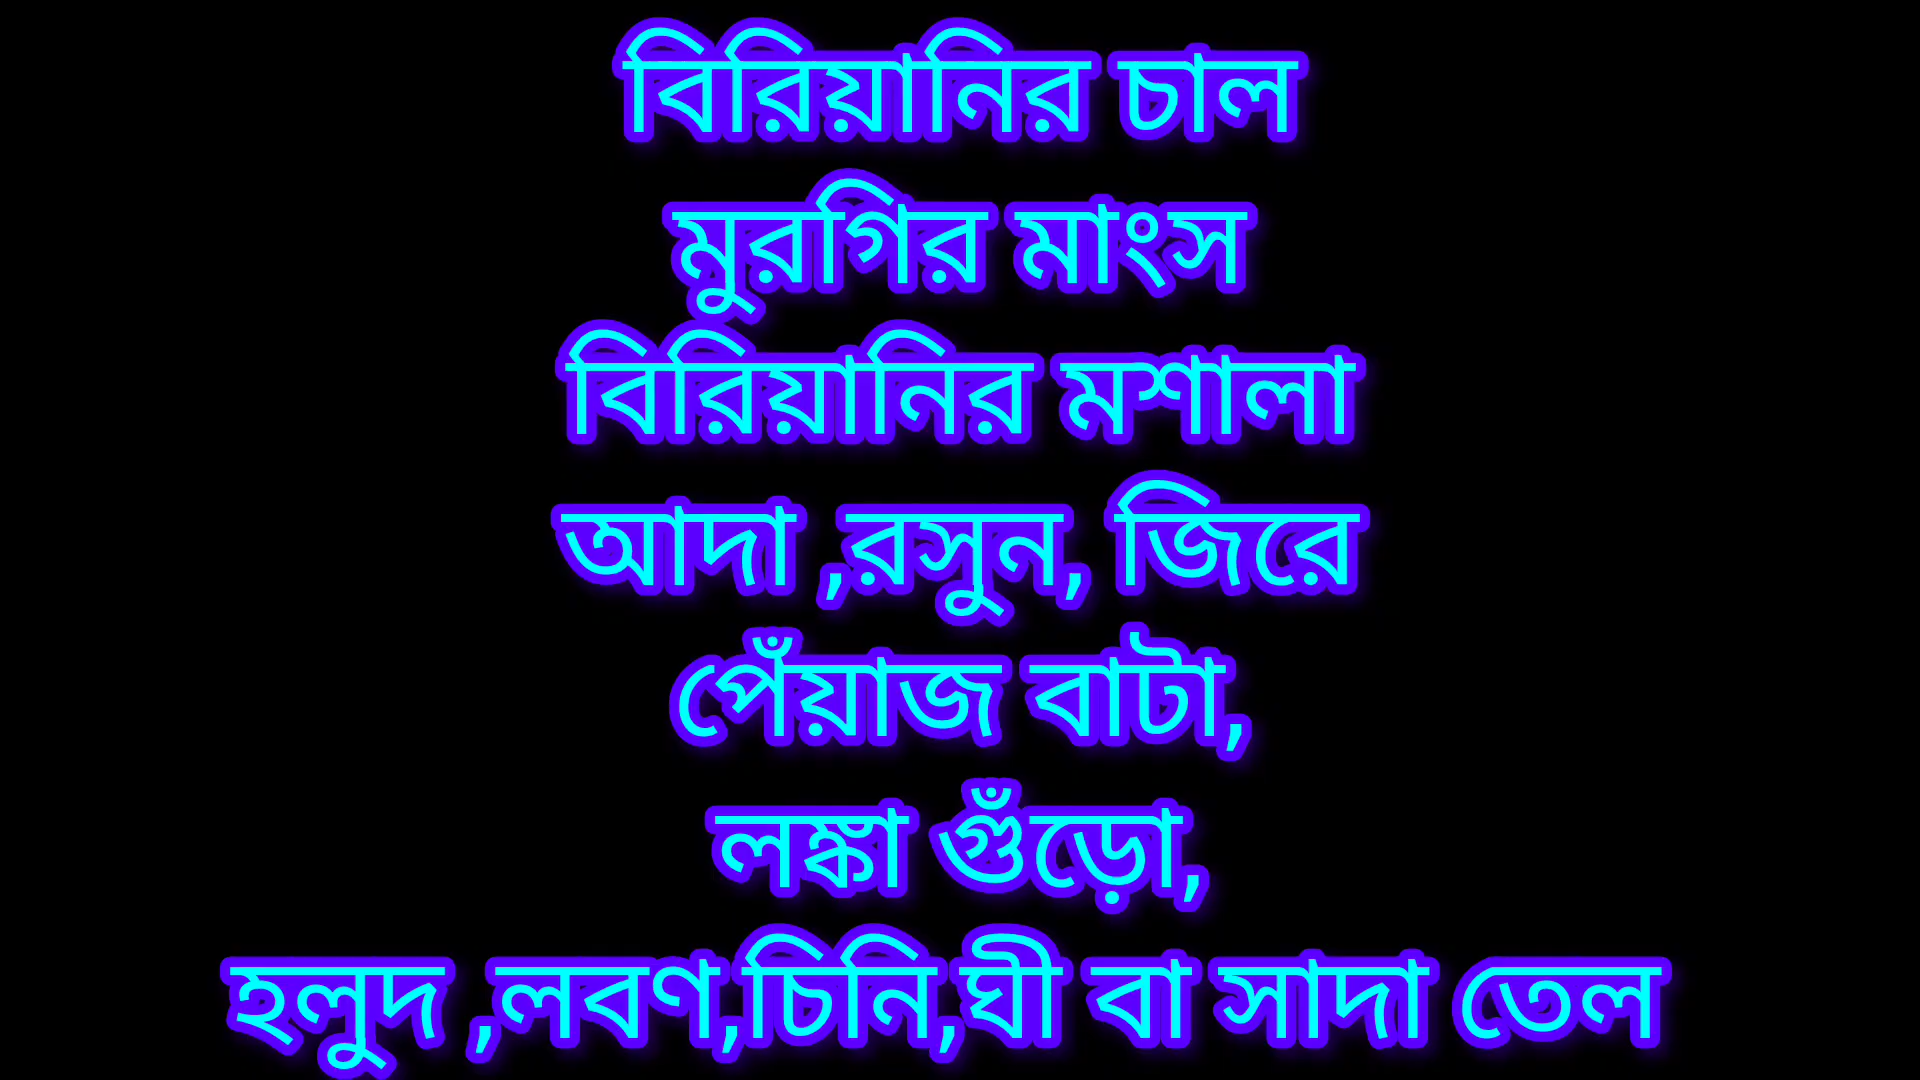 বিরিয়ানির চাল
মুরগির মাংস
বিরিয়ানির মশালা
আদা ,রসুন, জিরে
পেঁয়াজ বাটা,
লঙ্কা গুঁড়ো,
হলুদ ,লবণ,চিনি,ঘী বা সাদা তেল